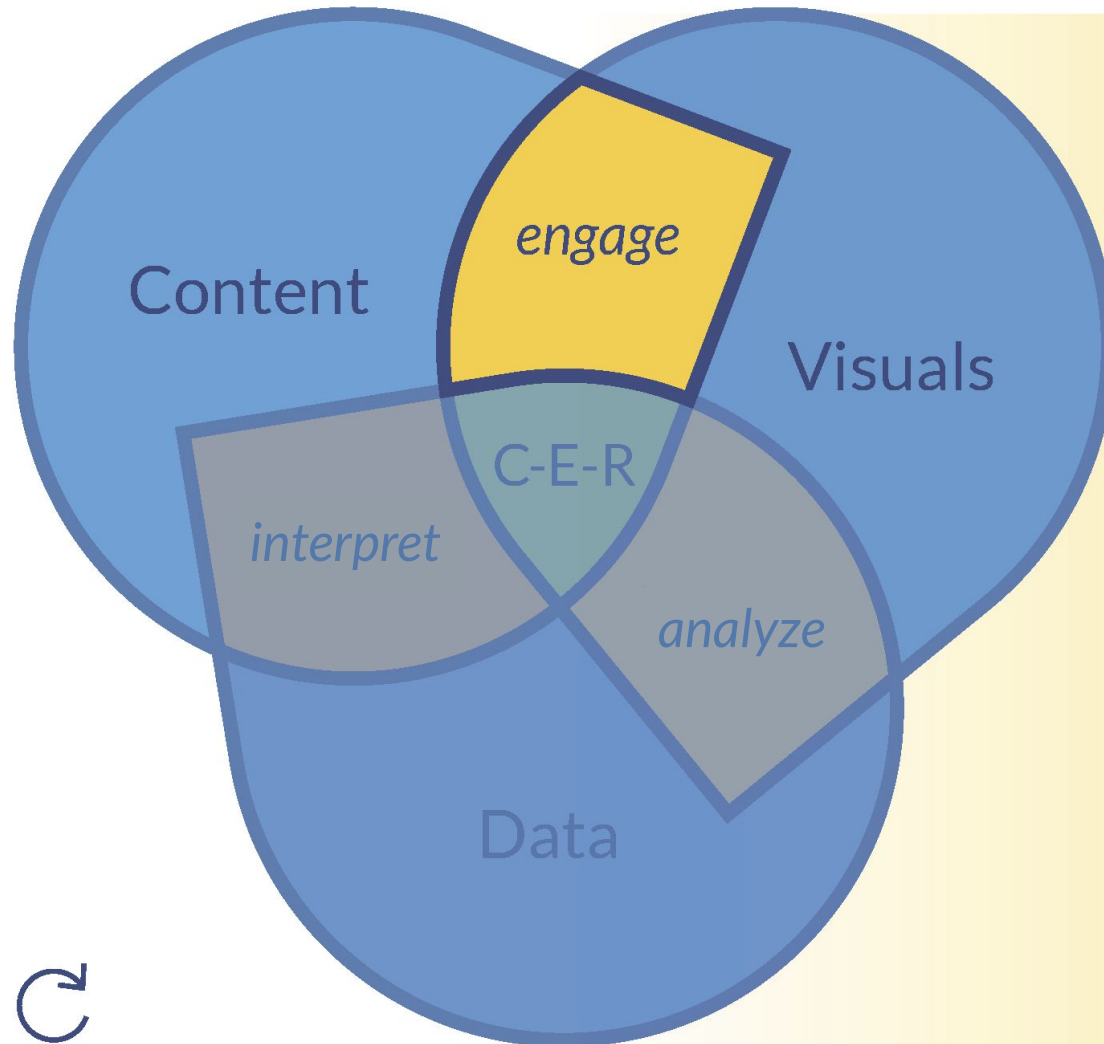 engage
Content
Visuals
C-E-R
interpret
analyze
Data